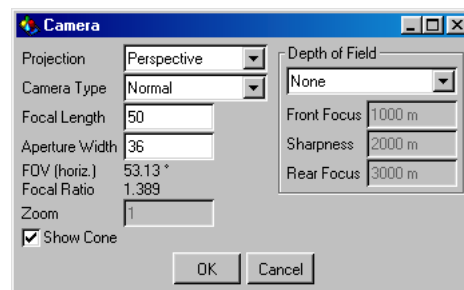 Camera
Projection Perspective
Camera Type Normal
Focal Length 50
Aperture Width 36
FOV (horiz.) 53.13 °
Focal Ratio 1.389
Zoom 1
Show Cone
Depth of Field
None
Front Focus 1000 m
Sharpness 2000 m
Rear Focus 3000 m
OK Cancel